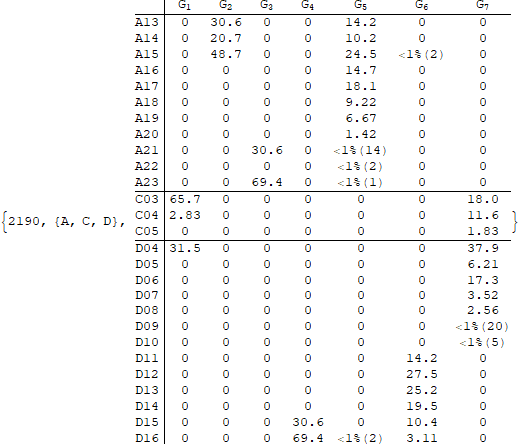 G1 G2 G3 G4 G5 G6 G7
A13 0 30.6 0 0 14.2 0 0
A14 0 20.7 0 0 10.2 0 0
A15 0 48.7 0 0 24.5 <1%(2) 0
A16 0 0 0 0 14.7 0 0
A17 0 0 0 0 18.1 0 0
A18 0 0 0 0 9.22 0 0
A19 0 0 0 0 6.67 0 0
A20 0 0 0 0 1.42 0 0
A21 0 0 30.6 0 <1%(14) 0 0
A22 0 0 0 0 <1%(2) 0 0
A23 0 0 69.4 0 <1%(1) 0 0
C03 65.7 0 0 0 0 0 18.0
{2190, {A, C, D}, C04 2.83 0 0 0 0 0 11.6 }
C05 0 0 0 0 0 0 1.83
D04 31.5 0 0 0 0 0 37.9
D05 0 0 0 0 0 0 6.21
D06 0 0 0 0 0 0 17.3
D07 0 0 0 0 0 0 3.52
D08 0 0 0 0 0 0 2.56
D09 0 0 0 0 0 0 <1%(20)
D10 0 0 0 0 0 0 <1%(5)
D11 0 0 0 0 0 14.2 0
D12 0 0 0 0 0 27.5 0
D13 0 0 0 0 0 25.2 0
D14 0 0 0 0 0 19.5 0
D15 0 0 0 30.6 0 10.4 0
D16 0 0 0 69.4 <1%(2) 3.11 0